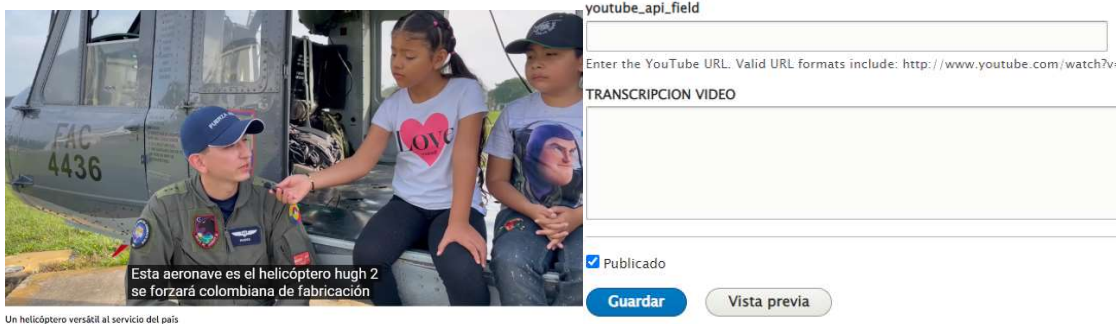 FAC
4436
FUERZA
LOVE
Esta aeronave es el helicóptero hugh 2
se forzará colombiana de fabricación
Un helicóptero versátil al servicio del país
youtube_api_field
Enter the YouTube URL. Valid URL formats include: http://www.youtube.com/watch?v=
TRANSCRIPCION VIDEO
Publicado
Guardar
Vista previa